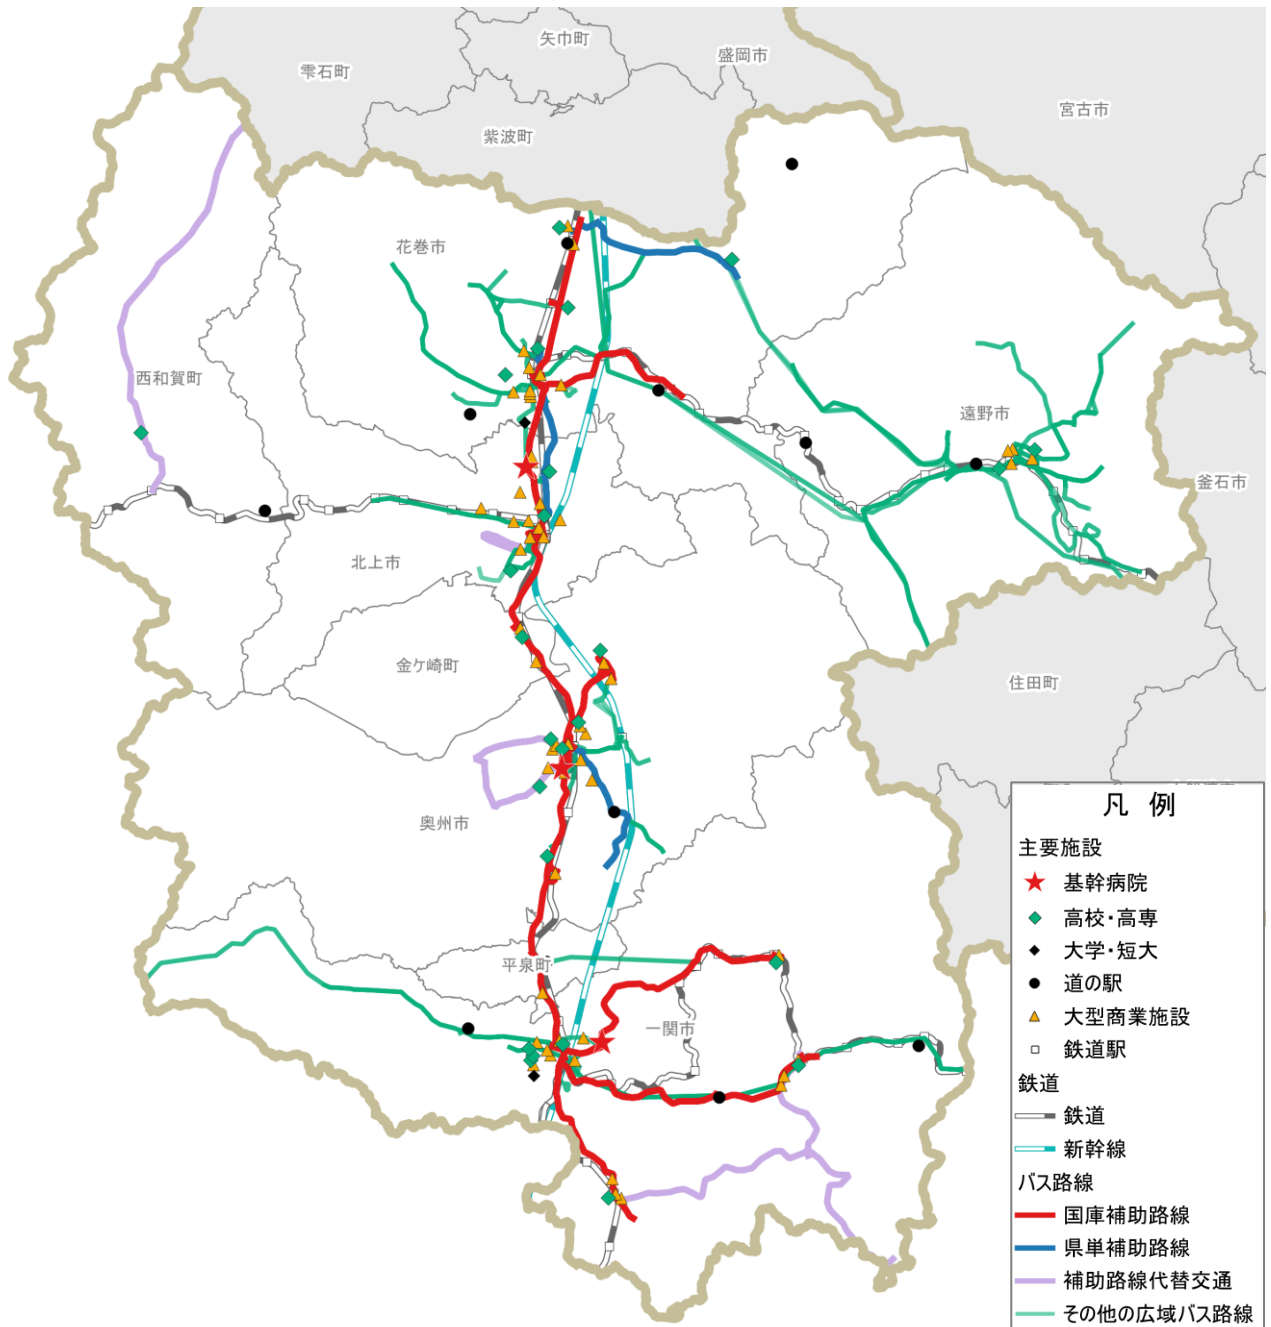 矢巾町
盛岡市
雫石町
宮古市
紫波町
花巻市
西和賀町
遠野市
釜石市
北上市
金ケ崎町
住田町
奥州市
平泉町
一関市
凡 例
主要施設
基幹病院
高校・高専
大学・短大
道の駅
大型商業施設
鉄道駅
鉄道
鉄道
新幹線
バス路線
国庫補助路線
県単補助路線
補助路線代替交通
その他の広域バス路線